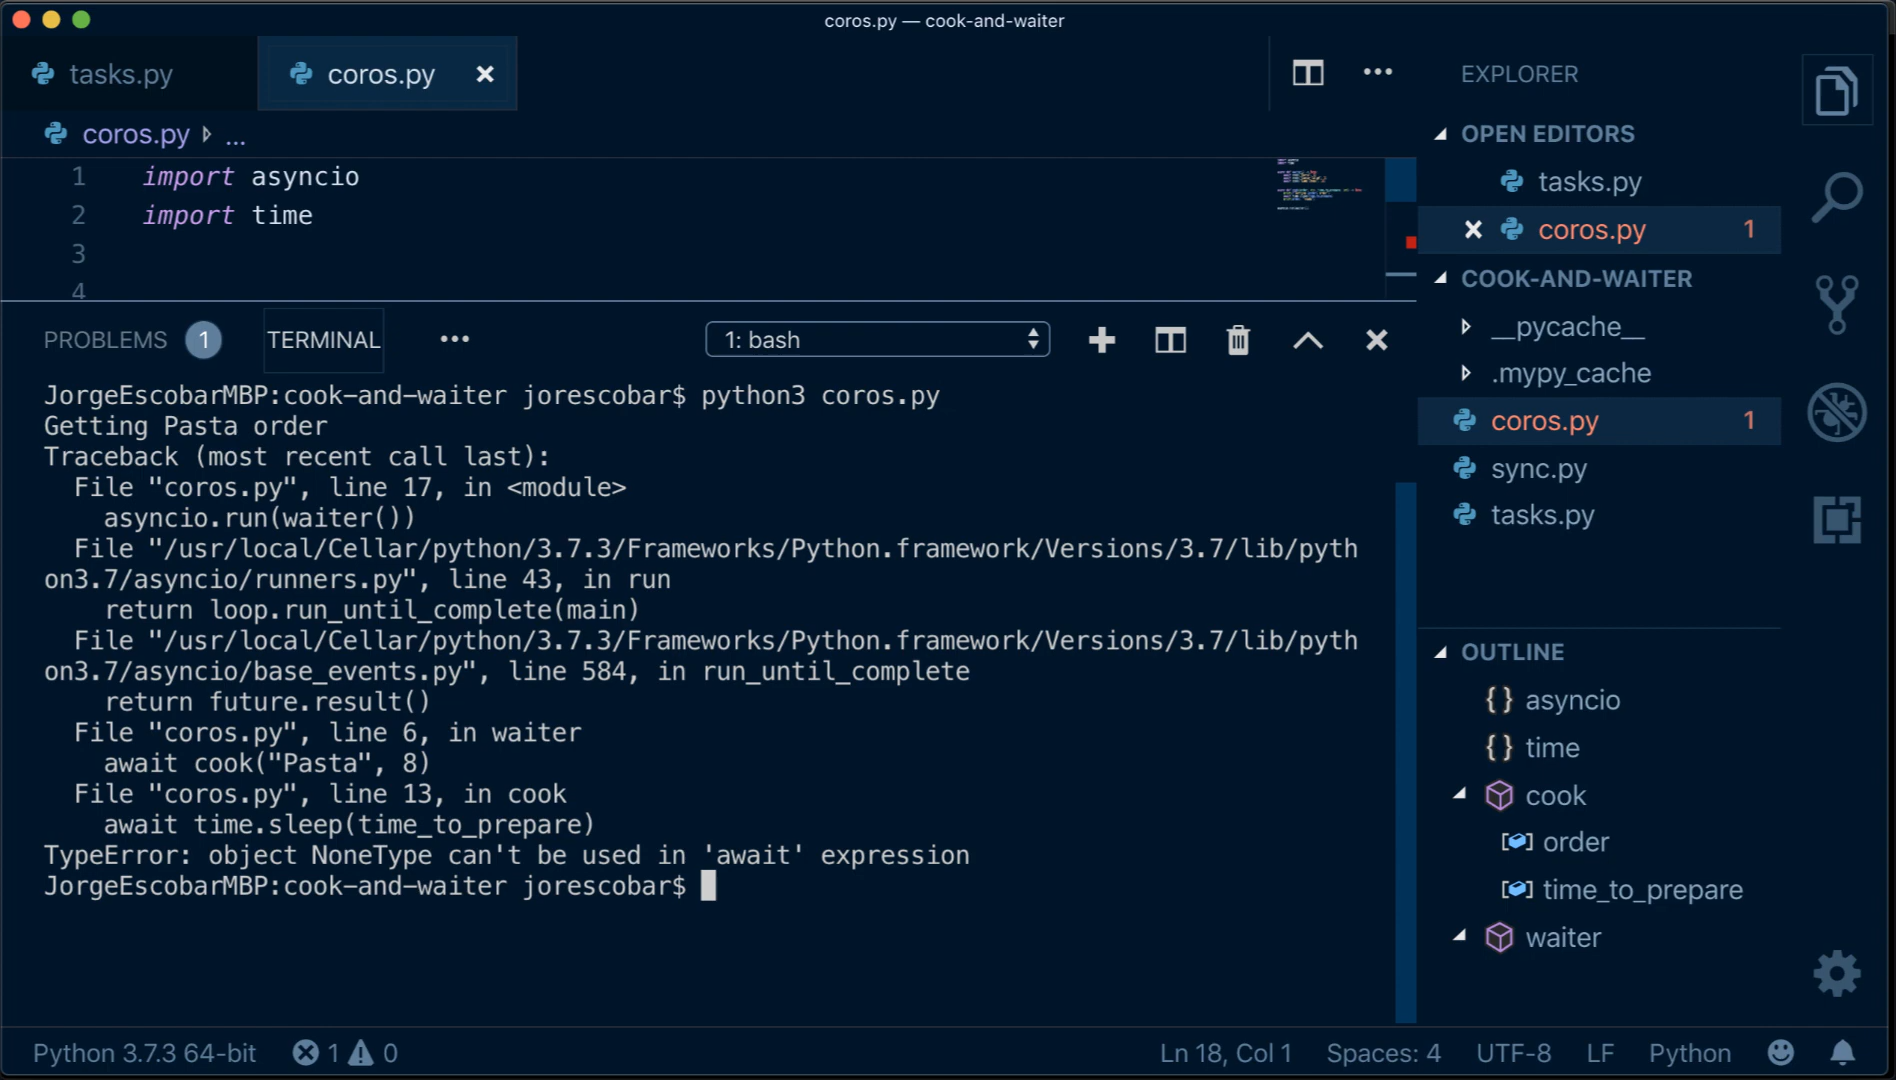 coros.py — cook-and-waiter
tasks.py
coros.py
EXPLORER
coros.py ...
OPEN EDITORS
tasks.py
coros.py 1
COOK-AND-WAITER
__pycache__
.mypy_cache
coros.py 1
sync.py
tasks.py
1 import asyncio
2 import time
3
4
PROBLEMS 1 TERMINAL ... 1: bash
JorgeEscobarMBP:cook-and-waiter jorescobar$ python3 coros.py
Getting Pasta order
Traceback (most recent call last):
File "coros.py", line 17, in <module>
asyncio.run(waiter())
File "/usr/local/Cellar/python/3.7.3/Frameworks/Python.framework/Versions/3.7/lib/pyth
on3.7/asyncio/runners.py", line 43, in run
return loop.run_until_complete(main)
File "/usr/local/Cellar/python/3.7.3/Frameworks/Python.framework/Versions/3.7/lib/pyth
on3.7/asyncio/base_events.py", line 584, in run_until_complete
return future.result()
File "coros.py", line 6, in waiter
await cook("Pasta", 8)
File "coros.py", line 13, in cook
await time.sleep(time_to_prepare)
TypeError: object NoneType can't be used in 'await' expression
JorgeEscobarMBP:cook-and-waiter jorescobar$
OUTLINE
{} asyncio
{} time
cook
order
time_to_prepare
waiter
Python 3.7.3 64-bit 1 0 Ln 18, Col 1 Spaces: 4 UTF-8 LF Python